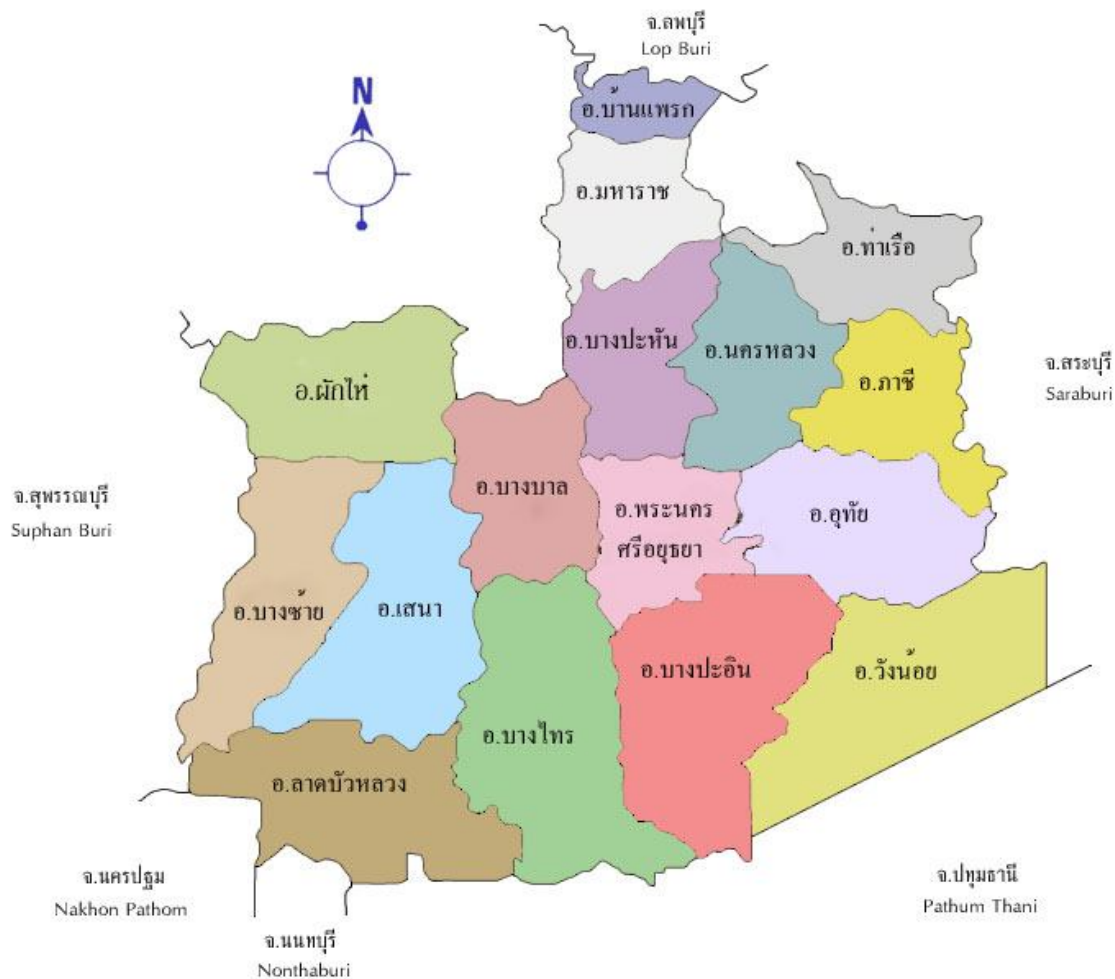 จ.ลพบุรี
Lop Buri
N
อ.บ้านแพรก
อ.มหาราช
อ.ท่าเรือ
อ.บางปะหัน
อ.นครหลวง
อ.ภาชี
จ.สระบุรี
Saraburi
อ.ผักไห่
จ.สุพรรณบุรี
Suphan Buri
อ.บางบาล
อ.พระนคร
ศรีอยุธยา
อ.อุทัย
อ.บางซ้าย
อ.เสนา
อ.บางปะอิน
อ.วังน้อย
อ.บางไทร
อ.ลาดบัวหลวง
จ.นครปฐม
Nakhon Pathom
จ.ปทุมธานี
Pathum Thani
จ.นนทบุรี
Nonthaburi